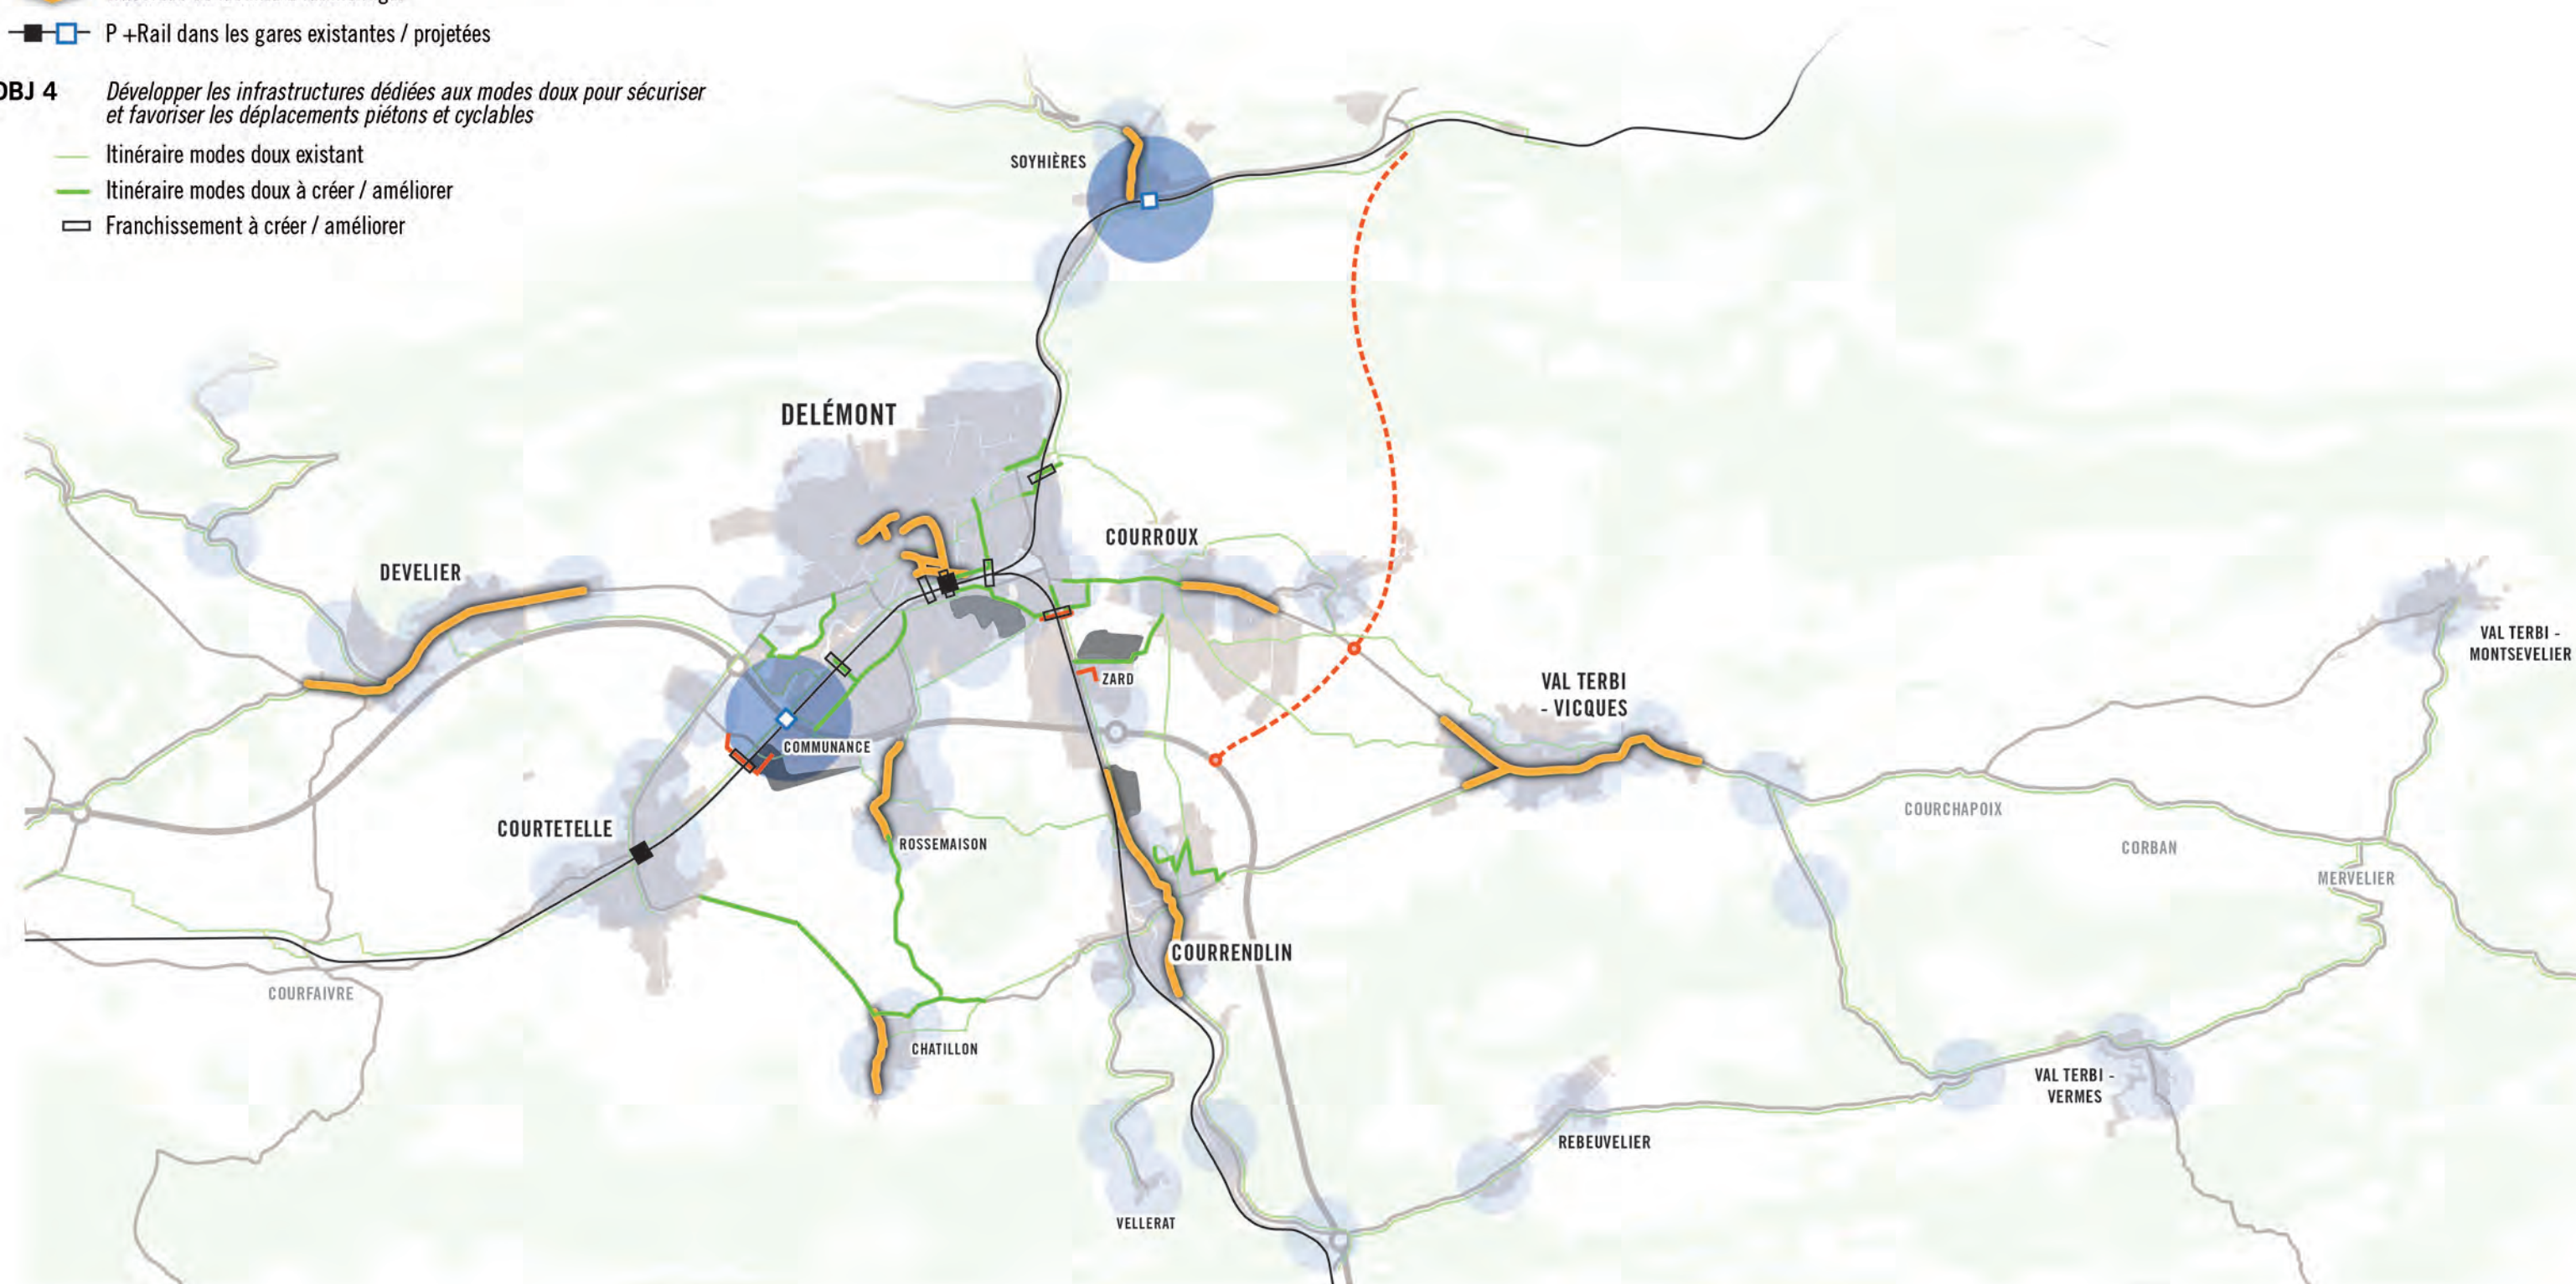 P +Rail dans les gares existantes / projetées
OBJ 4
Développer les infrastructures dédiées aux modes doux pour sécuriser
et favoriser les déplacements piétons et cyclables
Itinéraire modes doux existant
Itinéraire modes doux à créer / améliorer
Franchissement à créer / améliorer
SOYHIÈRES
DELÉMONT
COURROUX
DEVELIER
VAL TERBI -
MONTSEVELIER
ZARD
VAL TERBI
- VICQUES
COMMUNANCE
COURCHAPOIX
COURTETELLE
ROSSEMAISON
CORBAN
MERVELIER
COURRENDLIN
COURFAIVRE
CHATILLON
VAL TERBI -
VERMES
REBEUVELIER
VELLERAT